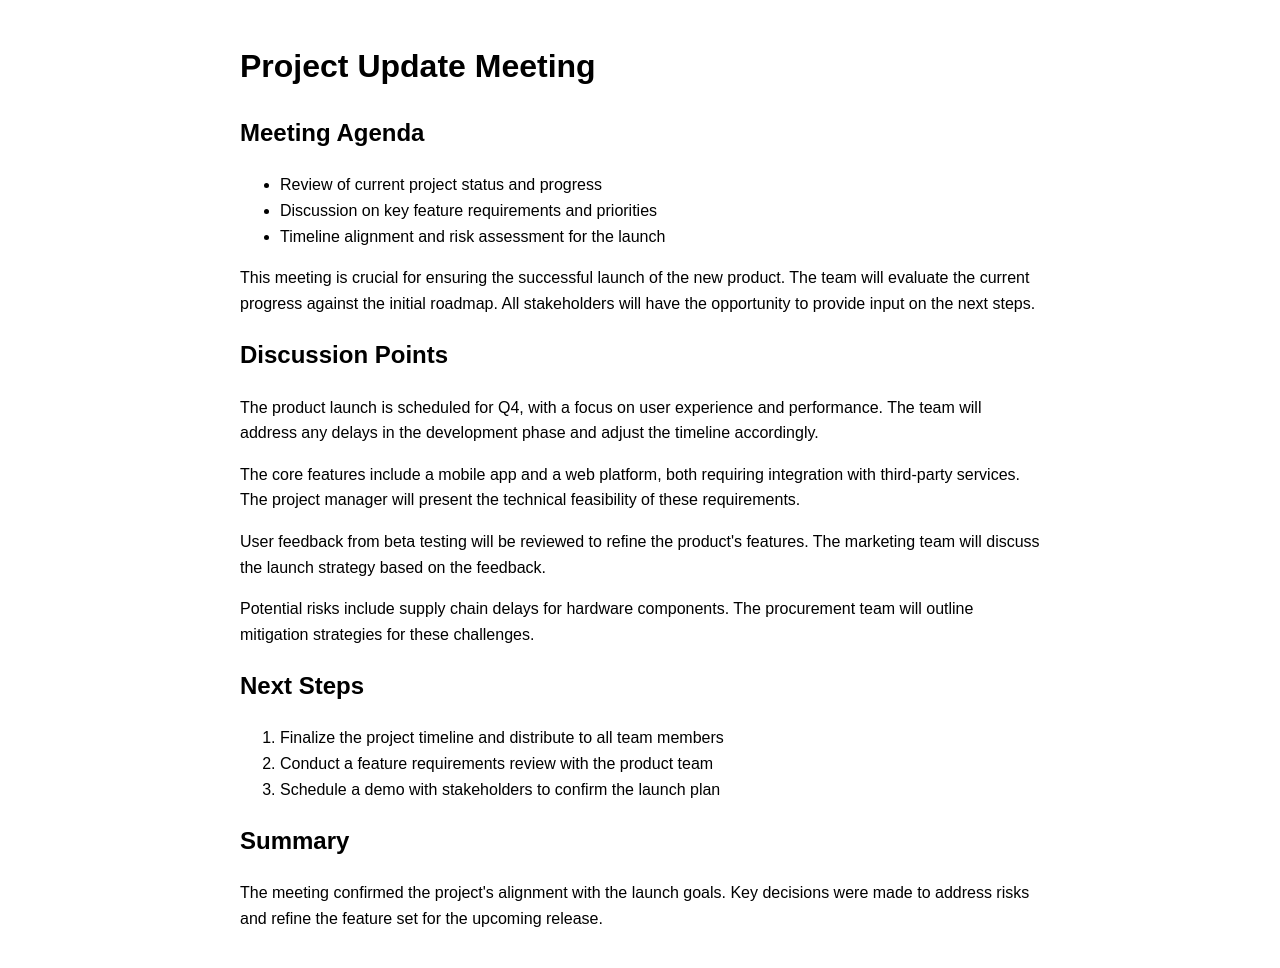 Project Update Meeting
Meeting Agenda
• Review of current project status and progress
• Discussion on key feature requirements and priorities
• Timeline alignment and risk assessment for the launch
This meeting is crucial for ensuring the successful launch of the new product. The team will evaluate the current
progress against the initial roadmap. All stakeholders will have the opportunity to provide input on the next steps.
Discussion Points
The product launch is scheduled for Q4, with a focus on user experience and performance. The team will
address any delays in the development phase and adjust the timeline accordingly.
The core features include a mobile app and a web platform, both requiring integration with third-party services.
The project manager will present the technical feasibility of these requirements.
User feedback from beta testing will be reviewed to refine the product's features. The marketing team will discuss
the launch strategy based on the feedback.
Potential risks include supply chain delays for hardware components. The procurement team will outline
mitigation strategies for these challenges.
Next Steps
1. Finalize the project timeline and distribute to all team members
2. Conduct a feature requirements review with the product team
3. Schedule a demo with stakeholders to confirm the launch plan
Summary
The meeting confirmed the project's alignment with the launch goals. Key decisions were made to address risks
and refine the feature set for the upcoming release.